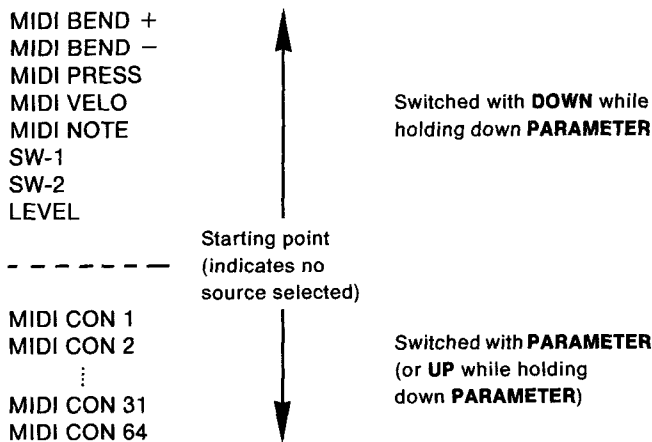 MIDI BEND +
MIDI BEND −
MIDI PRESS
MIDI VELO
MIDI NOTE
SW-1
SW-2
LEVEL
Switched with DOWN while
holding down PARAMETER
Starting point
(indicates no
source selected)
MIDI CON 1
MIDI CON 2
⋮
MIDI CON 31
MIDI CON 64
Switched with PARAMETER
(or UP while holding
down PARAMETER)